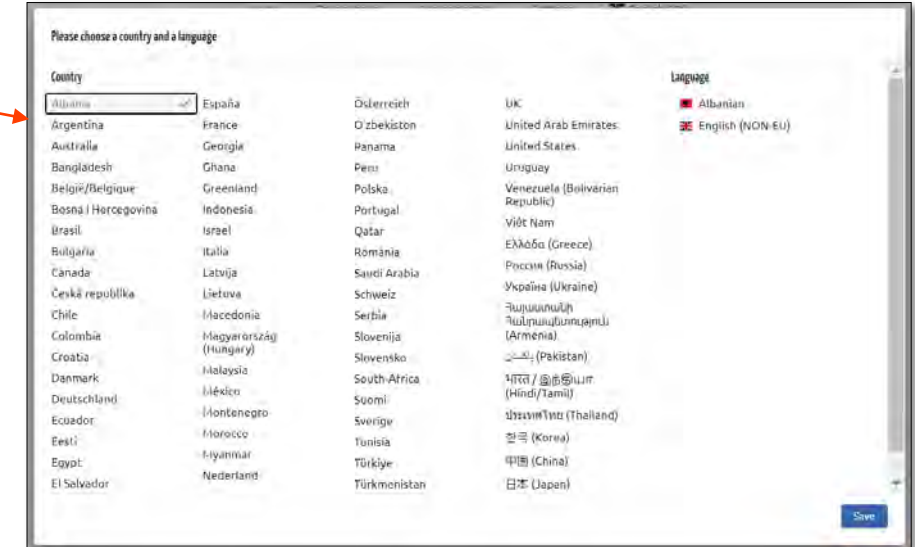 Please choose a country and a language
Country
Albania
Argentina
Australia
Bangladesh
België/Belgique
Bosna i Hercegovina
Brasil
Bulgaria
Canada
Česká republika
Chile
Colombia
Croatia
Danmark
Deutschland
Ecuador
Eesti
Egypt
El Salvador
España
France
Georgia
Ghana
Greenland
Indonesia
Israel
Italia
Latvija
Lietuva
Macedonia
Magyarország
(Hungary)
Malaysia
México
Montenegro
Morocco
Myanmar
Nederland
Österreich
O'zbekiston
Panama
Peru
Polska
Portugal
Qatar
România
Saudi Arabia
Schweiz
Serbia
Slovenija
Slovensko
South-Africa
Suomi
Sverige
Tunisia
Türkiye
Türkmenistan
UK
United Arab Emirates
United States
Uruguay
Venezuela (Bolivarian
Republic)
Việt Nam
Ελλάδα (Greece)
Россия (Russia)
Україна (Ukraine)
Հայաստանի
Հանրապետություն
(Armenia)
(Pakistan)
भारत / இந்தியா
(Hindi/Tamil)
ประเทศไทย (Thailand)
한국 (Korea)
中国 (China)
日本 (Japan)
Language
Albanian
English (NON-EU)
Save